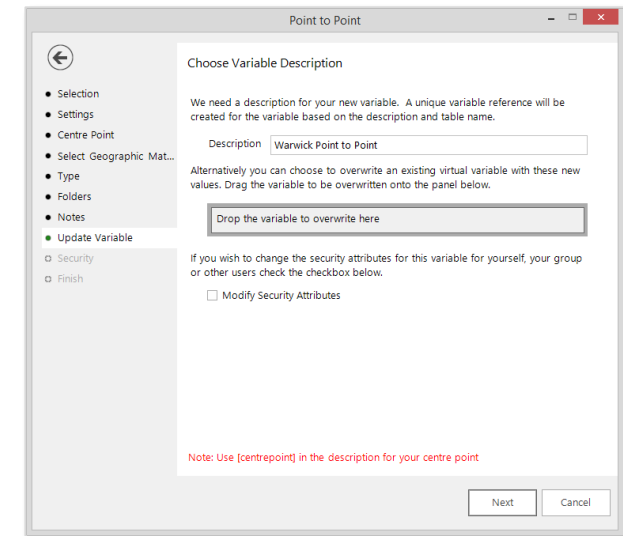 Point to Point
Choose Variable Description
Selection
Settings
Centre Point
Select Geographic Mat...
Type
Folders
Notes
Update Variable
Security
Finish
We need a description for your new variable. A unique variable reference will be
created for the variable based on the description and table name.
Description Warwick Point to Point
Alternatively you can choose to overwrite an existing virtual variable with these new
values. Drag the variable to be overwritten onto the panel below.
Drop the variable to overwrite here
If you wish to change the security attributes for this variable for yourself, your group
or other users check the checkbox below.
Modify Security Attributes
Note: Use [centrepoint] in the description for your centre point
Next Cancel